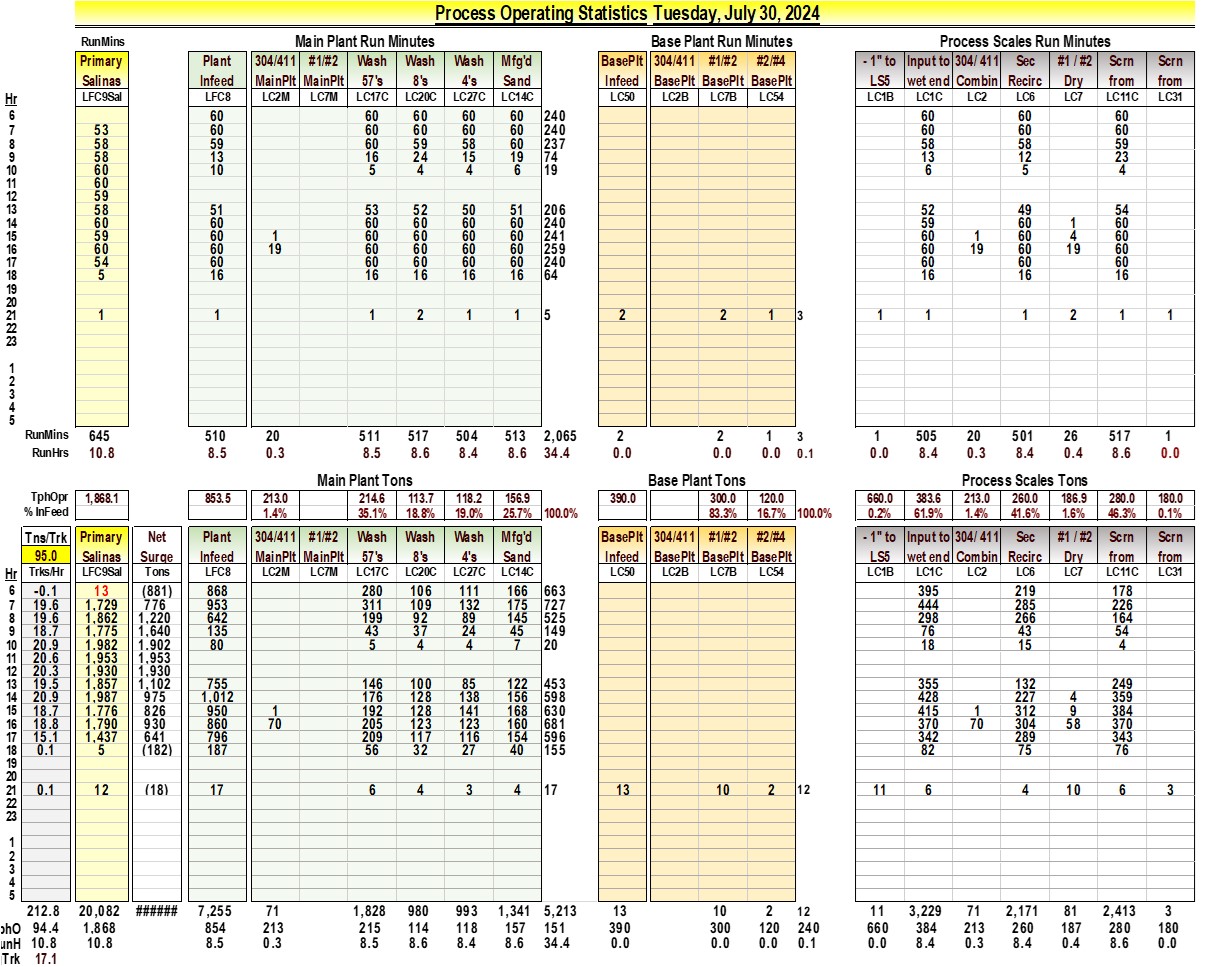 Process Operating Statistics Tuesday, July 30, 2024
RunMins Main Plant Run Minutes Base Plant Run Minutes Process Scales Run Minutes
Primary Plant 304/411 #1/#2 Wash Wash Wash Mfg'd BasePlt 304/411 #1/#2 #2/#4 - 1" to Input to 304/ 411 Sec #1 / #2 Scrn Scrn
Salinas Infeed MainPlt MainPlt 57's 8's 4's Sand Infeed BasePlt BasePlt BasePlt LS5 wet end Combin Recirc Dry from from
Hr LFC9Sal LFC8 LC2M LC7M LC17C LC20C LC27C LC14C LC50 LC2B LC7B LC54 LC1B LC1C LC2 LC6 LC7 LC11C LC31
6 60 60 60 60 60 240 60 60 60
7 53 60 60 60 60 60 240 60 60 60
8 58 59 60 59 58 60 237 58 58 59
9 58 13 16 24 15 19 74 13 12 23
10 60 10 5 4 4 6 19 6 5 4
11 60
12 59
13 58 51 53 52 50 51 206 52 49 54
14 60 60 60 60 60 60 240 59 60 1 60
15 59 60 1 60 60 60 60 241 60 1 60 4 60
16 60 60 19 60 60 60 60 259 60 19 60 19 60
17 54 60 60 60 60 60 240 60 60 60
18 5 16 16 16 16 16 64 16 16 16
19
20
21 1 1 1 2 1 1 5 2 2 1 3 1 1 1 2 1 1
22
23
1
2
3
4
5
RunMins 645 510 20 511 517 504 513 2,065 2 2 1 3 1 505 20 501 26 517 1
RunHrs 10.8 8.5 0.3 8.5 8.6 8.4 8.6 34.4 0.0 0.0 0.0 0.1 0.0 8.4 0.3 8.4 0.4 8.6 0.0
Main Plant Tons Base Plant Tons Process Scales Tons
TphOpr 1,868.1 853.5 213.0 214.6 113.7 118.2 156.9 390.0 300.0 120.0 660.0 383.6 213.0 260.0 186.9 280.0 180.0
% InFeed 1.4% 35.1% 18.8% 19.0% 25.7% 100.0% 83.3% 16.7% 100.0% 0.2% 61.9% 1.4% 41.6% 1.6% 46.3% 0.1%
Tns/Trk Primary Net Plant 304/411 #1/#2 Wash Wash Wash Mfg'd BasePlt 304/411 #1/#2 #2/#4 - 1" to Input to 304/ 411 Sec #1 / #2 Scrn Scrn
95.0 Salinas Surge Infeed MainPlt MainPlt 57's 8's 4's Sand Infeed BasePlt BasePlt BasePlt LS5 wet end Combin Recirc Dry from from
Hr Trks/Hr LFC9Sal Tons LFC8 LC2M LC7M LC17C LC20C LC27C LC14C LC50 LC2B LC7B LC54 LC1B LC1C LC2 LC6 LC7 LC11C LC31
6 -0.1 13 (881) 868 280 106 111 166 663 395 219 178
7 19.6 1,729 776 953 311 109 132 175 727 444 285 226
8 19.6 1,862 1,220 642 199 92 89 145 525 298 266 164
9 18.7 1,775 1,640 135 43 37 24 45 149 76 43 54
10 20.9 1,982 1,902 80 5 4 4 7 20 18 15 4
11 20.6 1,953 1,953
12 20.3 1,930 1,930
13 19.5 1,857 1,102 755 146 100 85 122 453 355 132 249
14 20.9 1,987 975 1,012 176 128 138 156 598 428 227 4 359
15 18.7 1,776 826 950 1 192 128 141 168 630 415 1 312 9 384
16 18.8 1,790 930 860 70 205 123 123 160 681 370 70 304 58 370
17 15.1 1,437 641 796 209 117 116 154 596 342 289 343
18 0.1 5 (182) 187 56 32 27 40 155 82 75 76
19
20
21 0.1 12 (18) 17 6 4 3 4 17 13 10 2 12 11 6 4 10 6 3
22
23
1
2
3
4
5
212.8 20,082 ###### 7,255 71 1,828 980 993 1,341 5,213 13 10 2 12 11 3,229 71 2,171 81 2,413 3
phO 94.4 1,868 854 213 215 114 118 157 151 390 300 120 240 660 384 213 260 187 280 180
unH 10.8 10.8 8.5 0.3 8.5 8.6 8.4 8.6 34.4 0.0 0.0 0.0 0.1 0.0 8.4 0.3 8.4 0.4 8.6 0.0
Trk 17.1